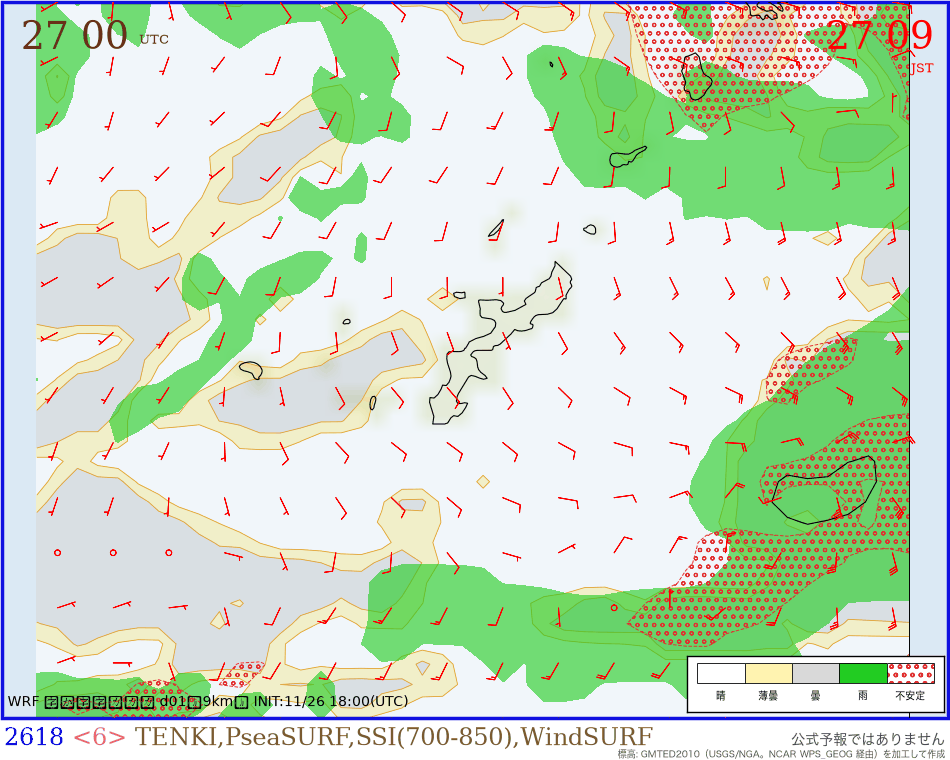 27 00 UTC
27 09
JST
晴 薄曇 曇 雨 不安定
WRF d01 9km INIT:11/26 18:00(UTC)
2618 <6> TENKI,PseaSURF,SSI(700-850),WindSURF
公式予報ではありません
標高: GMTED2010（USGS/NGA。NCAR WPS_GEOG 経由）を加工して作成